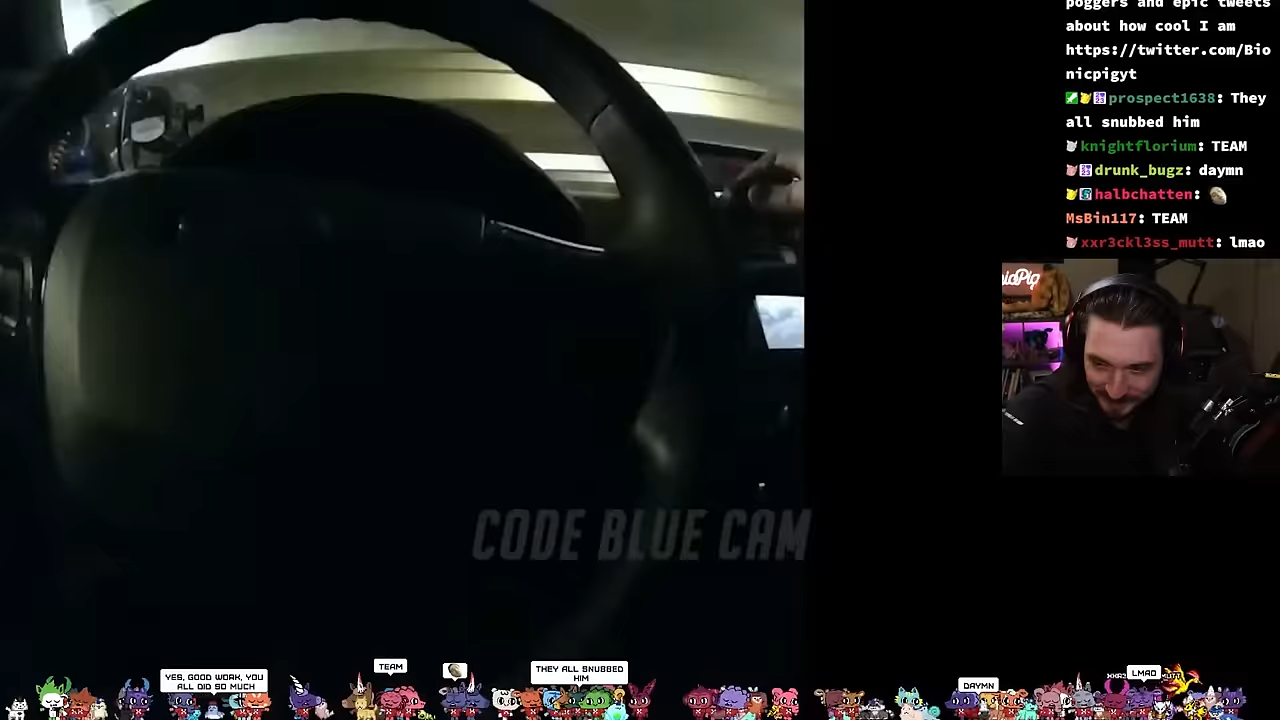 poggers and epic tweets
about how cool I am
https://twitter.com/Bio
nicpigyt
prospect1638: They
all snubbed him
knightflorium: TEAM
drunk_bugz: daymn
halbchatten:
MsBin117: TEAM
xxr3ckl3ss_mutt: lmao
CODE BLUE CAM
YES, GOOD WORK, YOU
ALL DID SO MUCH
TEAM
THEY ALL SNUBBED
HIM
DAYMN
LMAO